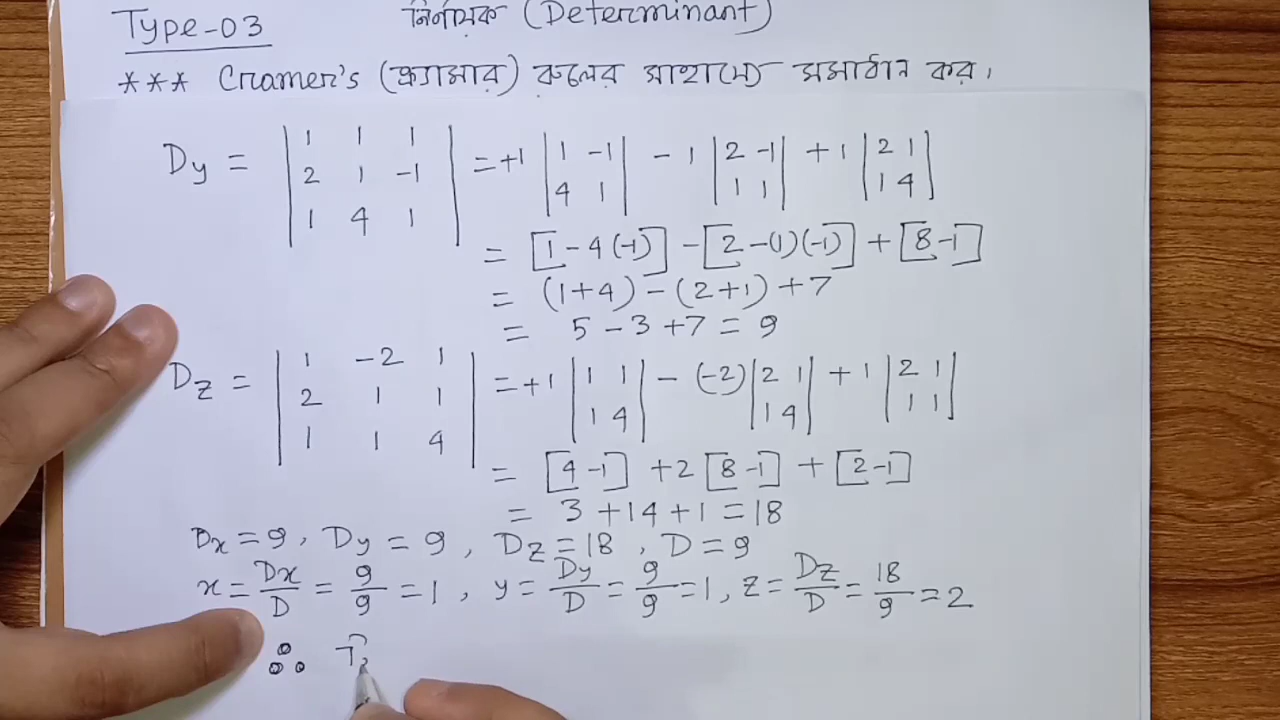 Type-03 নির্নায়ক (Determinant)
*** Cramer's (ক্র্যামার) রুলের সাহায্যে সমাধান কর।
Dy = | 1 1 1 | = +1 | 1 -1 | - 1 | 2 -1 | + 1 | 2 1 |
2 1 -1 4 1 1 1 1 4
1 4 1
= [1 - 4(-1)] - [2 - (1)(-1)] + [8-1]
= (1+4) - (2+1) + 7
= 5 - 3 + 7 = 9
Dz = | 1 -2 1 | = +1 | 1 1 | - (-2) | 2 1 | + 1 | 2 1 |
2 1 1 1 4 1 4 1 1
1 1 4
= [4-1] + 2 [8-1] + [2-1]
= 3 + 14 + 1 = 18
Dx = 9, Dy = 9, Dz = 18, D = 9
x = Dx/D = 9/9 = 1, y = Dy/D = 9/9 = 1, z = Dz/D = 18/9 = 2
∴